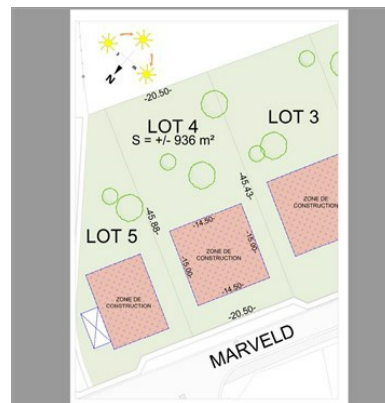 N
-20.50-
LOT 4
S = +/- 936 m²
LOT 3
-45.88-
-45.43-
LOT 5
-14.50-
-15.00-
ZONE DE
CONSTRUCTION
-15.00-
-14.50-
ZONE DE
CONSTRUCTION
ZONE DE
CONSTRUCTION
-20.50-
MARVELD